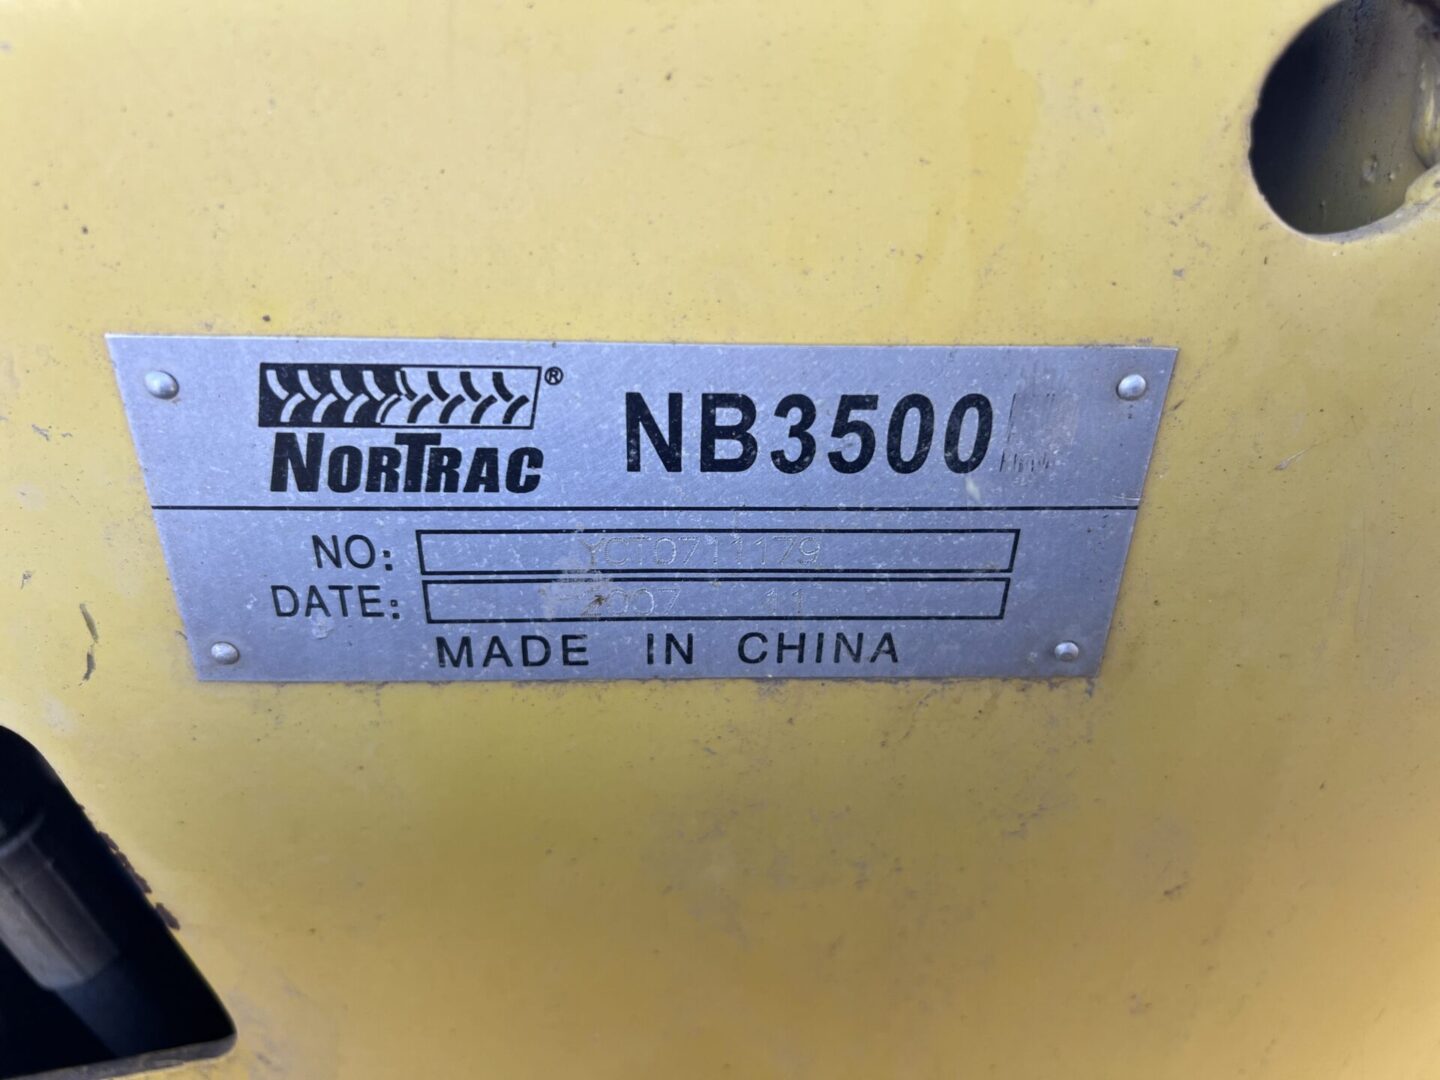 NORTRAC®
NB3500
NO: YCT0711179
DATE: 2007 11
MADE IN CHINA